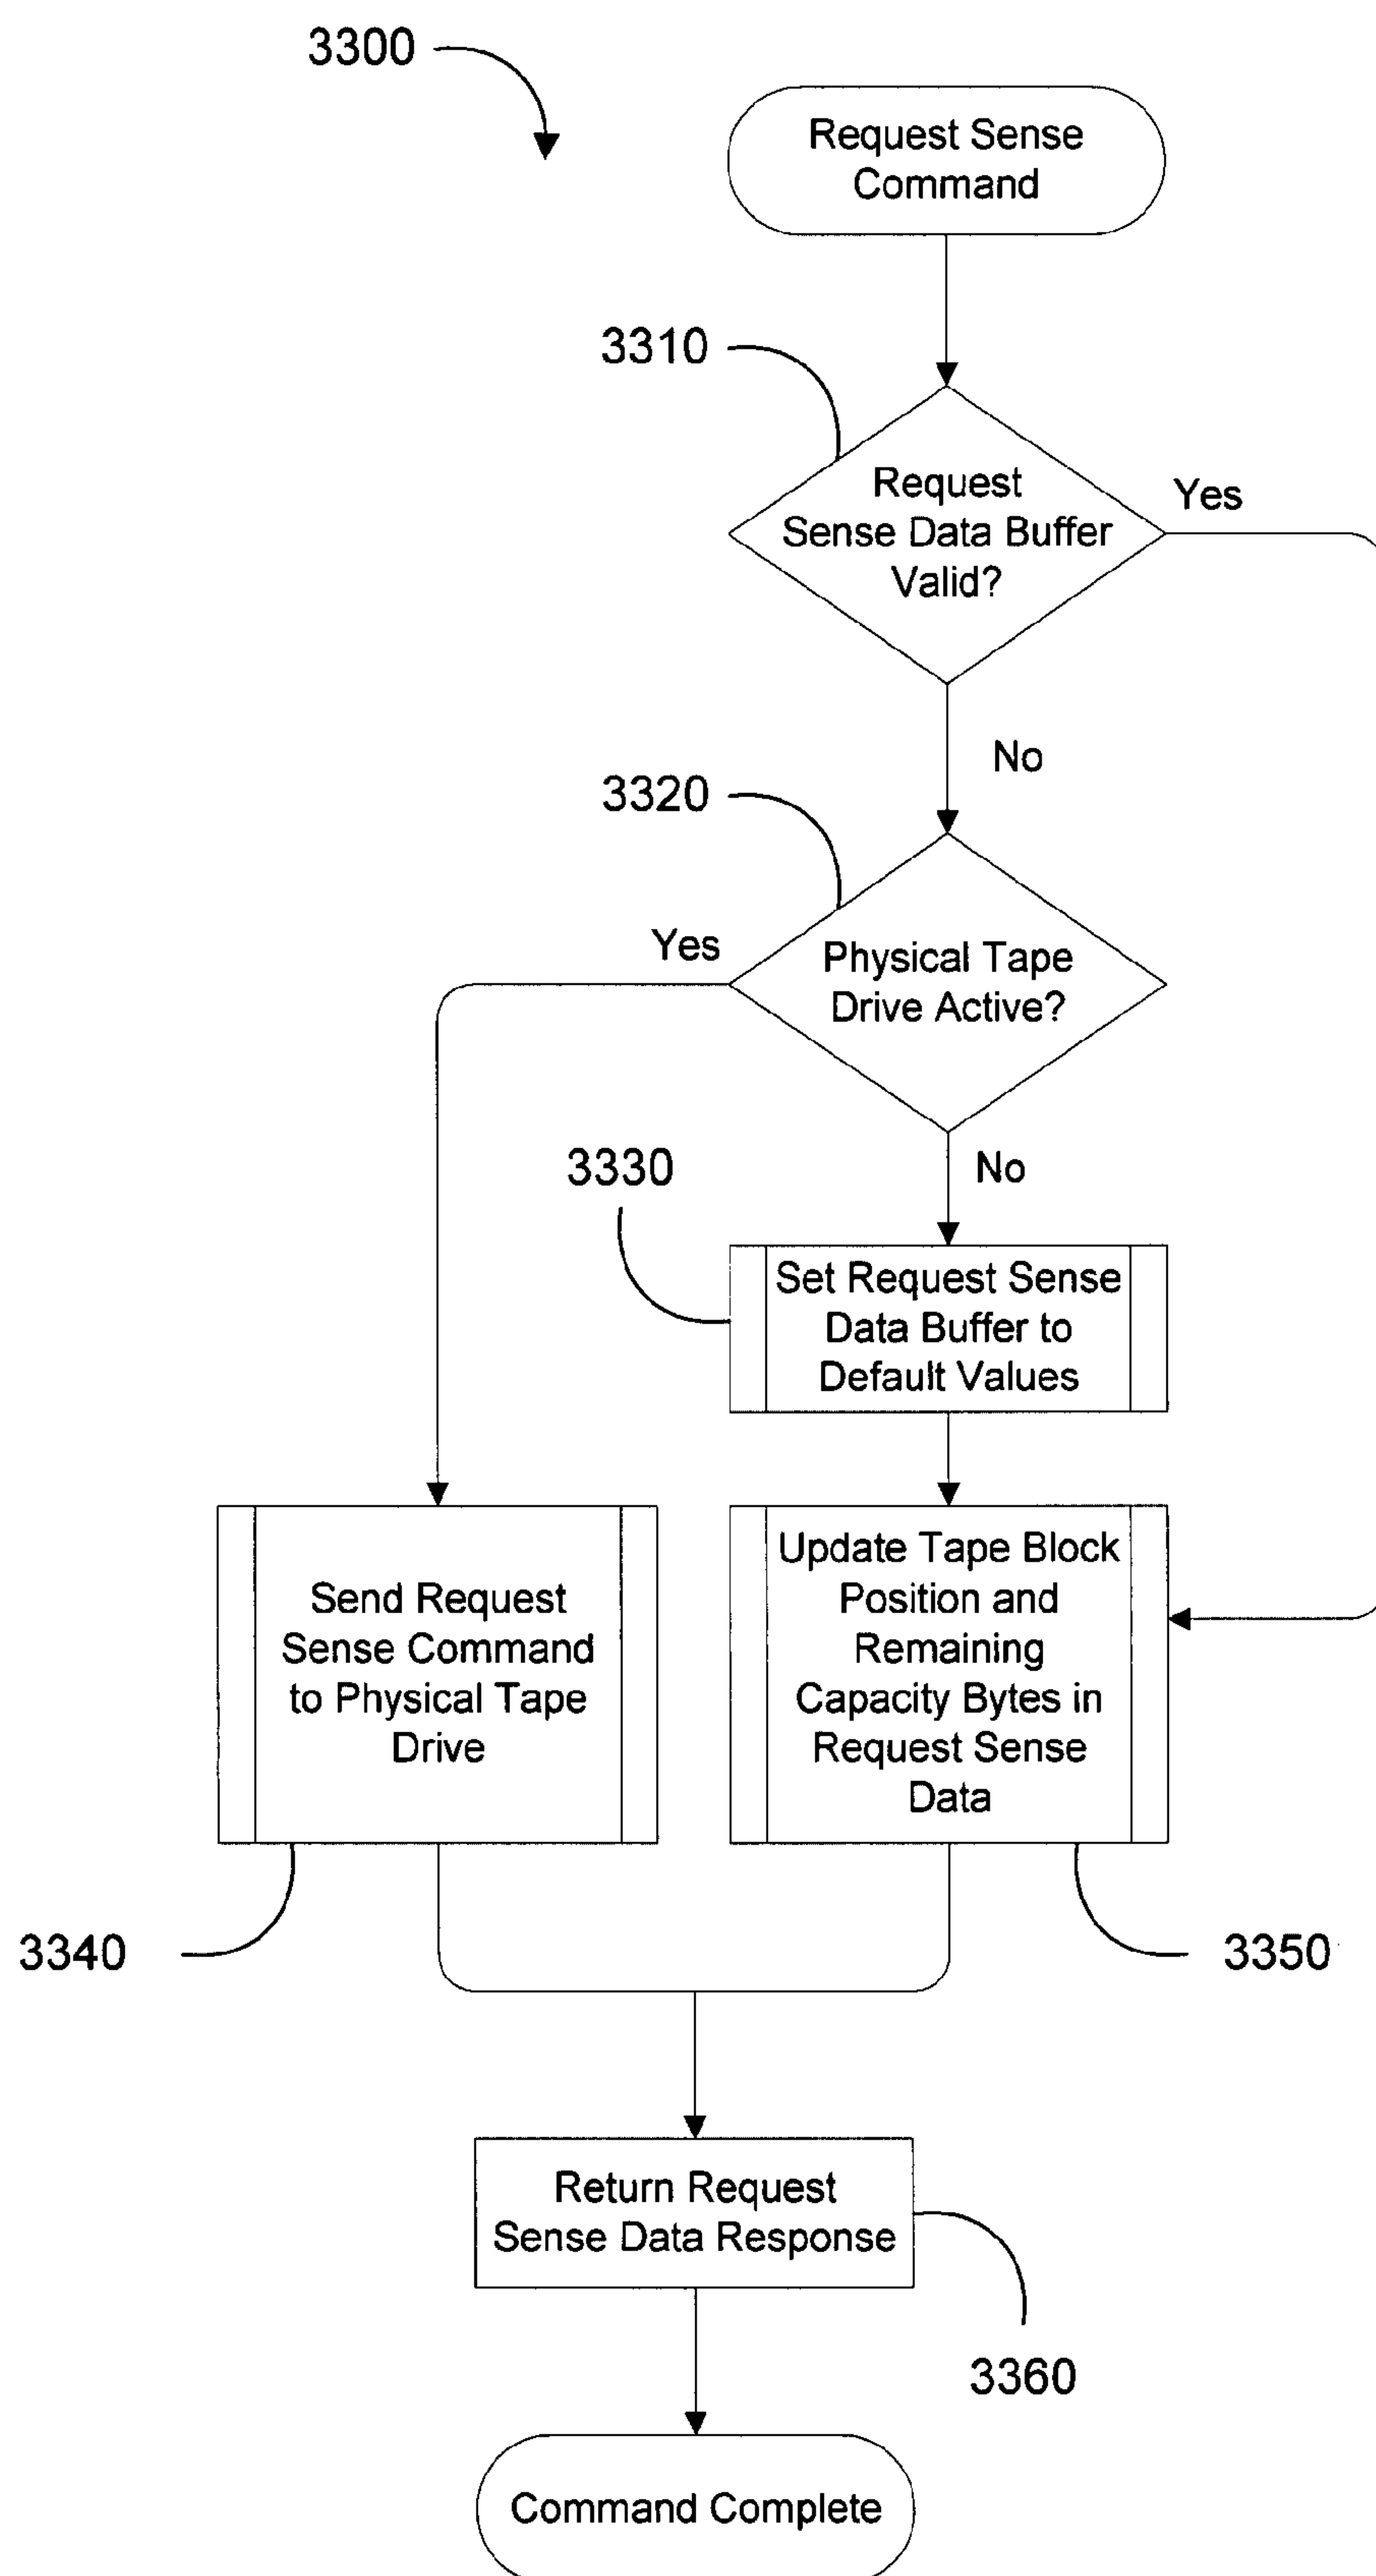 3300
Request Sense
Command
3310
Request
Sense Data Buffer
Valid?
Yes
No
3320
Yes
Physical Tape
Drive Active?
No
3330
Set Request Sense
Data Buffer to
Default Values
Send Request
Sense Command
to Physical Tape
Drive
Update Tape Block
Position and
Remaining
Capacity Bytes in
Request Sense
Data
3340
3350
Return Request
Sense Data Response
3360
Command Complete